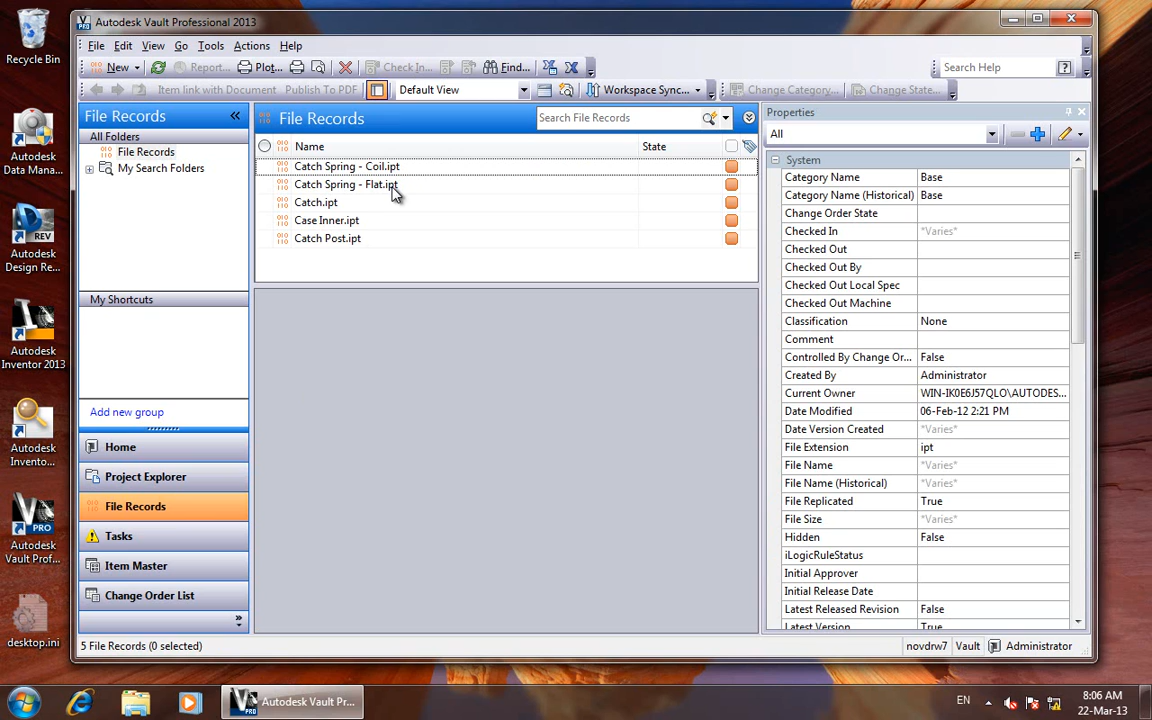 Recycle Bin
Autodesk
Data Mana...
REV
Autodesk
Design Re...
Autodesk
Inventor 2013
Autodesk
Invento...
PRO
Autodesk
Vault Prof...
desktop.ini
Autodesk Vault Professional 2013
File Edit View Go Tools Actions Help
New Report... Plot... Check In... Find... Search Help
Item link with Document Publish To PDF Default View Workspace Sync... Change Category... Change State...
File Records
All Folders
File Records
My Search Folders
My Shortcuts
Add new group
Home
Project Explorer
File Records
Tasks
Item Master
Change Order List
File Records Search File Records
Name State
Catch Spring - Coil.ipt
Catch Spring - Flat.ipt
Catch.ipt
Case Inner.ipt
Catch Post.ipt
Properties
All
System
Category Name Base
Category Name (Historical) Base
Change Order State
Checked In *Varies*
Checked Out
Checked Out By
Checked Out Local Spec
Checked Out Machine
Classification None
Comment
Controlled By Change Or... False
Created By Administrator
Current Owner WIN-IK0E6J57QLO\AUTODES...
Date Modified 06-Feb-12 2:21 PM
Date Version Created *Varies*
File Extension ipt
File Name *Varies*
File Name (Historical) *Varies*
File Replicated True
File Size *Varies*
Hidden False
iLogicRuleStatus
Initial Approver
Initial Release Date
Latest Released Revision False
Latest Version True
5 File Records (0 selected) novdrw7 Vault Administrator
Autodesk Vault Pr... EN 8:06 AM
22-Mar-13